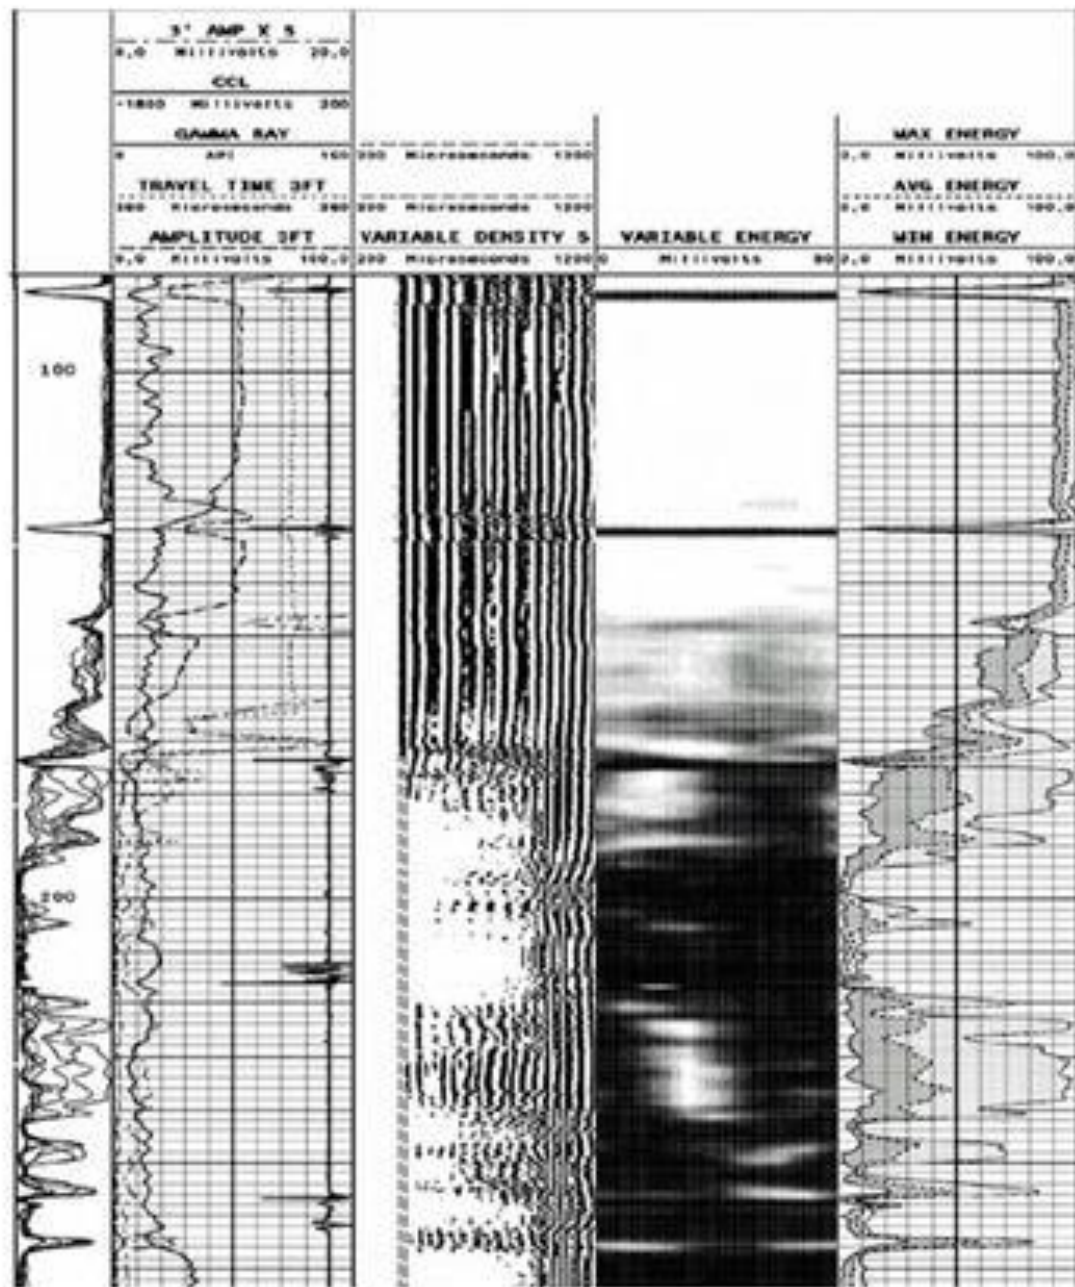 3' AMP X 5
0.0 Millivolts 20.0
CCL
-1800 Millivolts 200
GAMMA RAY
0 API 150
TRAVEL TIME 3FT
Microseconds
AMPLITUDE 3FT
0.0 Millivolts 100.0
200 Microseconds 1200
200 Microseconds 1200
VARIABLE DENSITY 5
200 Microseconds 1200
VARIABLE ENERGY
0 Millivolts
MAX ENERGY
Millivolts 100.0
AVG ENERGY
Millivolts 100.0
MIN ENERGY
Millivolts 100.0
100
200